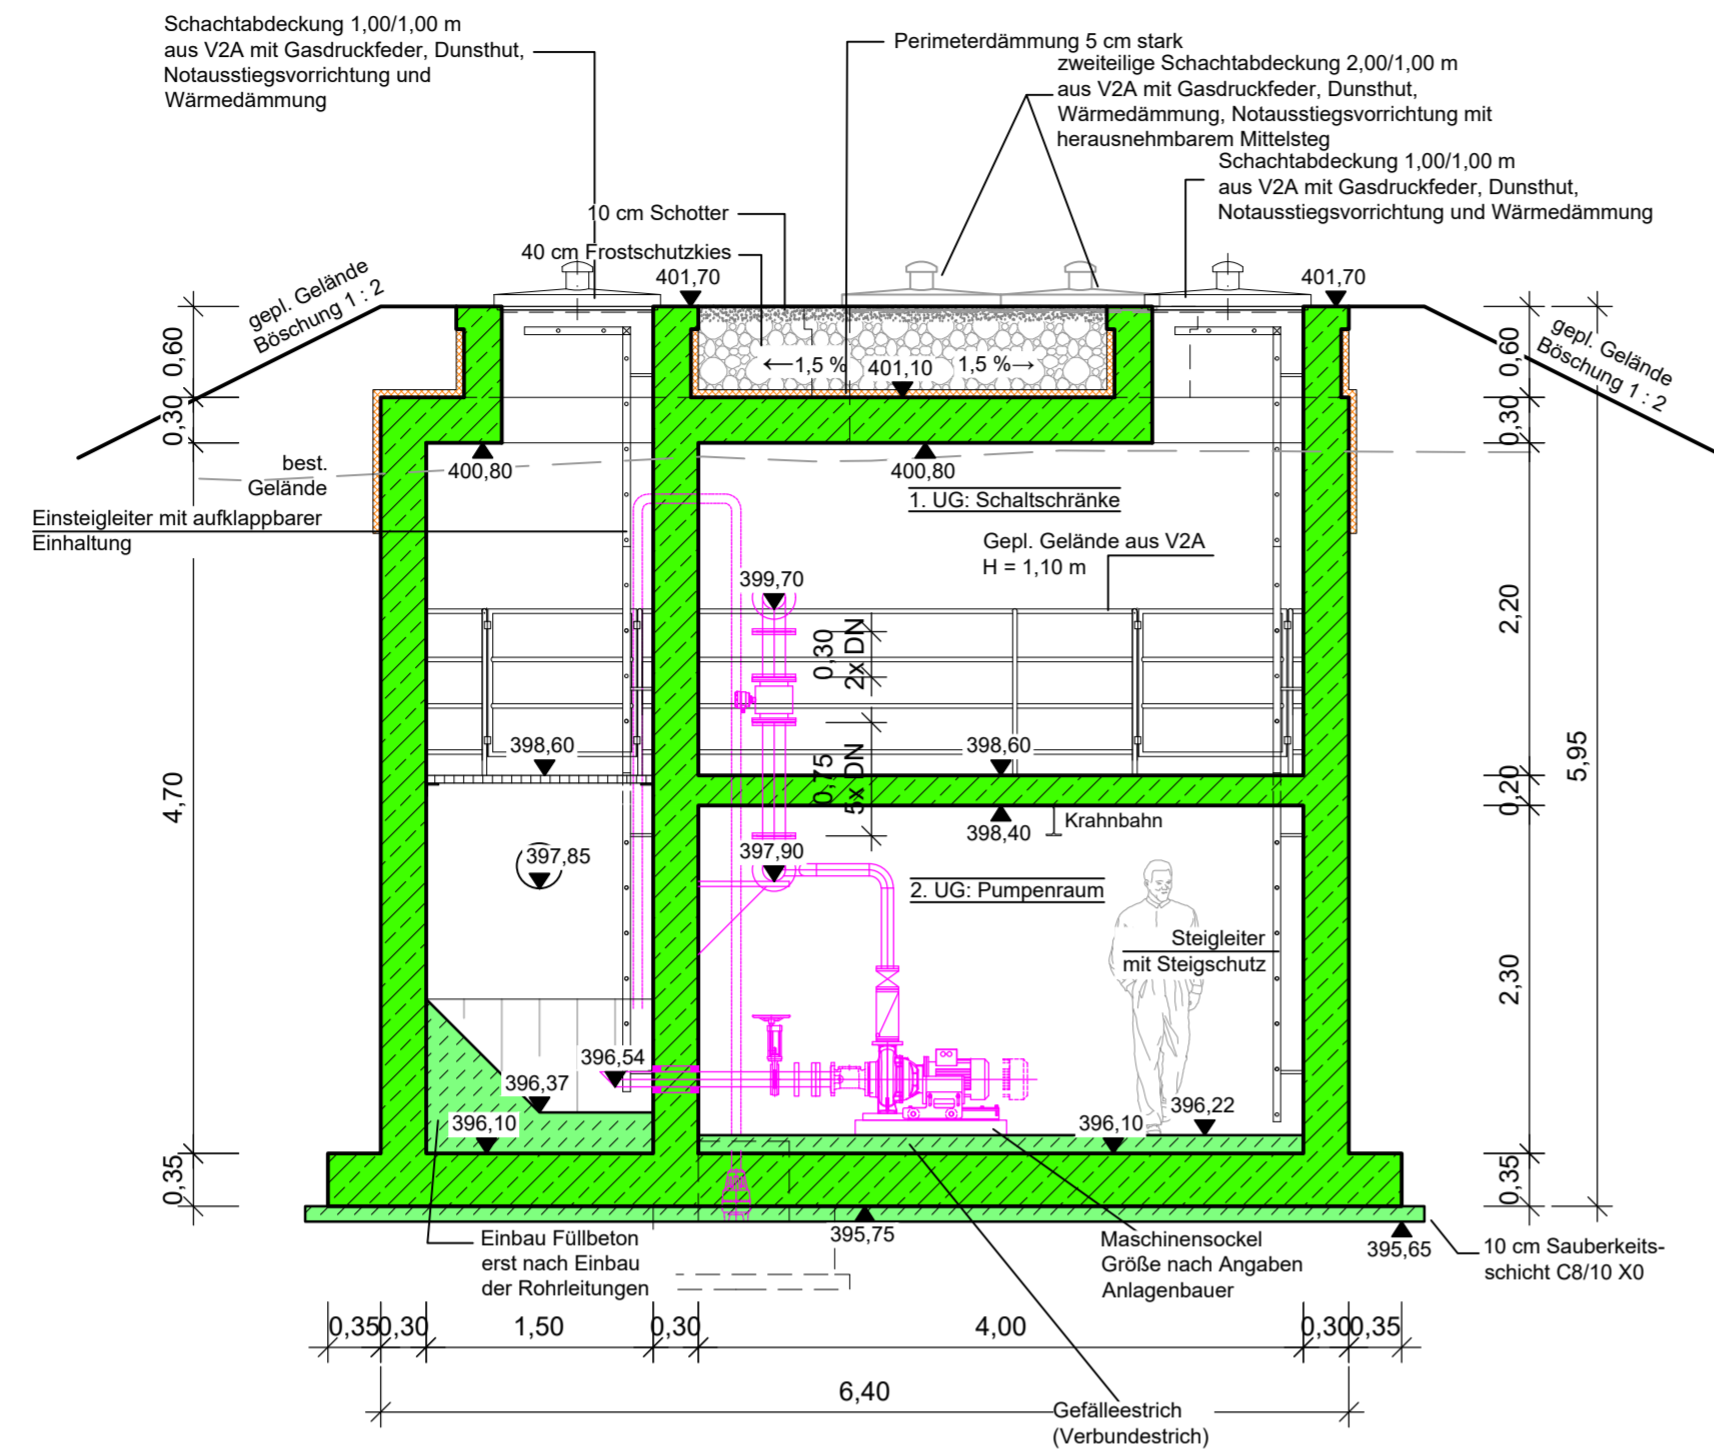 Schachtabdeckung 1,00/1,00 m
aus V2A mit Gasdruckfeder, Dunsthut,
Notausstiegsvorrichtung und
Wärmedämmung
Perimeterdämmung 5 cm stark
zweiteilige Schachtabdeckung 2,00/1,00 m
aus V2A mit Gasdruckfeder, Dunsthut,
Wärmedämmung, Notausstiegsvorrichtung mit
herausnehmbarem Mittelsteg
Schachtabdeckung 1,00/1,00 m
aus V2A mit Gasdruckfeder, Dunsthut,
Notausstiegsvorrichtung und Wärmedämmung
10 cm Schotter
40 cm Frostschutzkies
401,70
401,70
gepl. Gelände
Böschung 1 : 2
gepl. Gelände
Böschung 1 : 2
0,60
0,30
4,70
0,35
←1,5 %
401,10
1,5 %→
0,60
0,30
2,20
0,20
2,30
0,35
5,95
best.
Gelände
400,80
400,80
1. UG: Schaltschränke
Einsteigleiter mit aufklappbarer
Einhaltung
Gepl. Gelände aus V2A
H = 1,10 m
399,70
0,30
2x DN
0,75
5x DN
398,60
398,60
398,40
Krahnbahn
397,85
397,90
2. UG: Pumpenraum
Steigleiter
mit Steigschutz
396,54
396,37
396,10
396,10
396,22
395,75
395,65
Einbau Füllbeton
erst nach Einbau
der Rohrleitungen
Maschinensockel
Größe nach Angaben
Anlagenbauer
10 cm Sauberkeits-
schicht C8/10 X0
0,35
0,30
1,50
0,30
4,00
0,30
0,35
6,40
Gefälleestrich
(Verbundestrich)